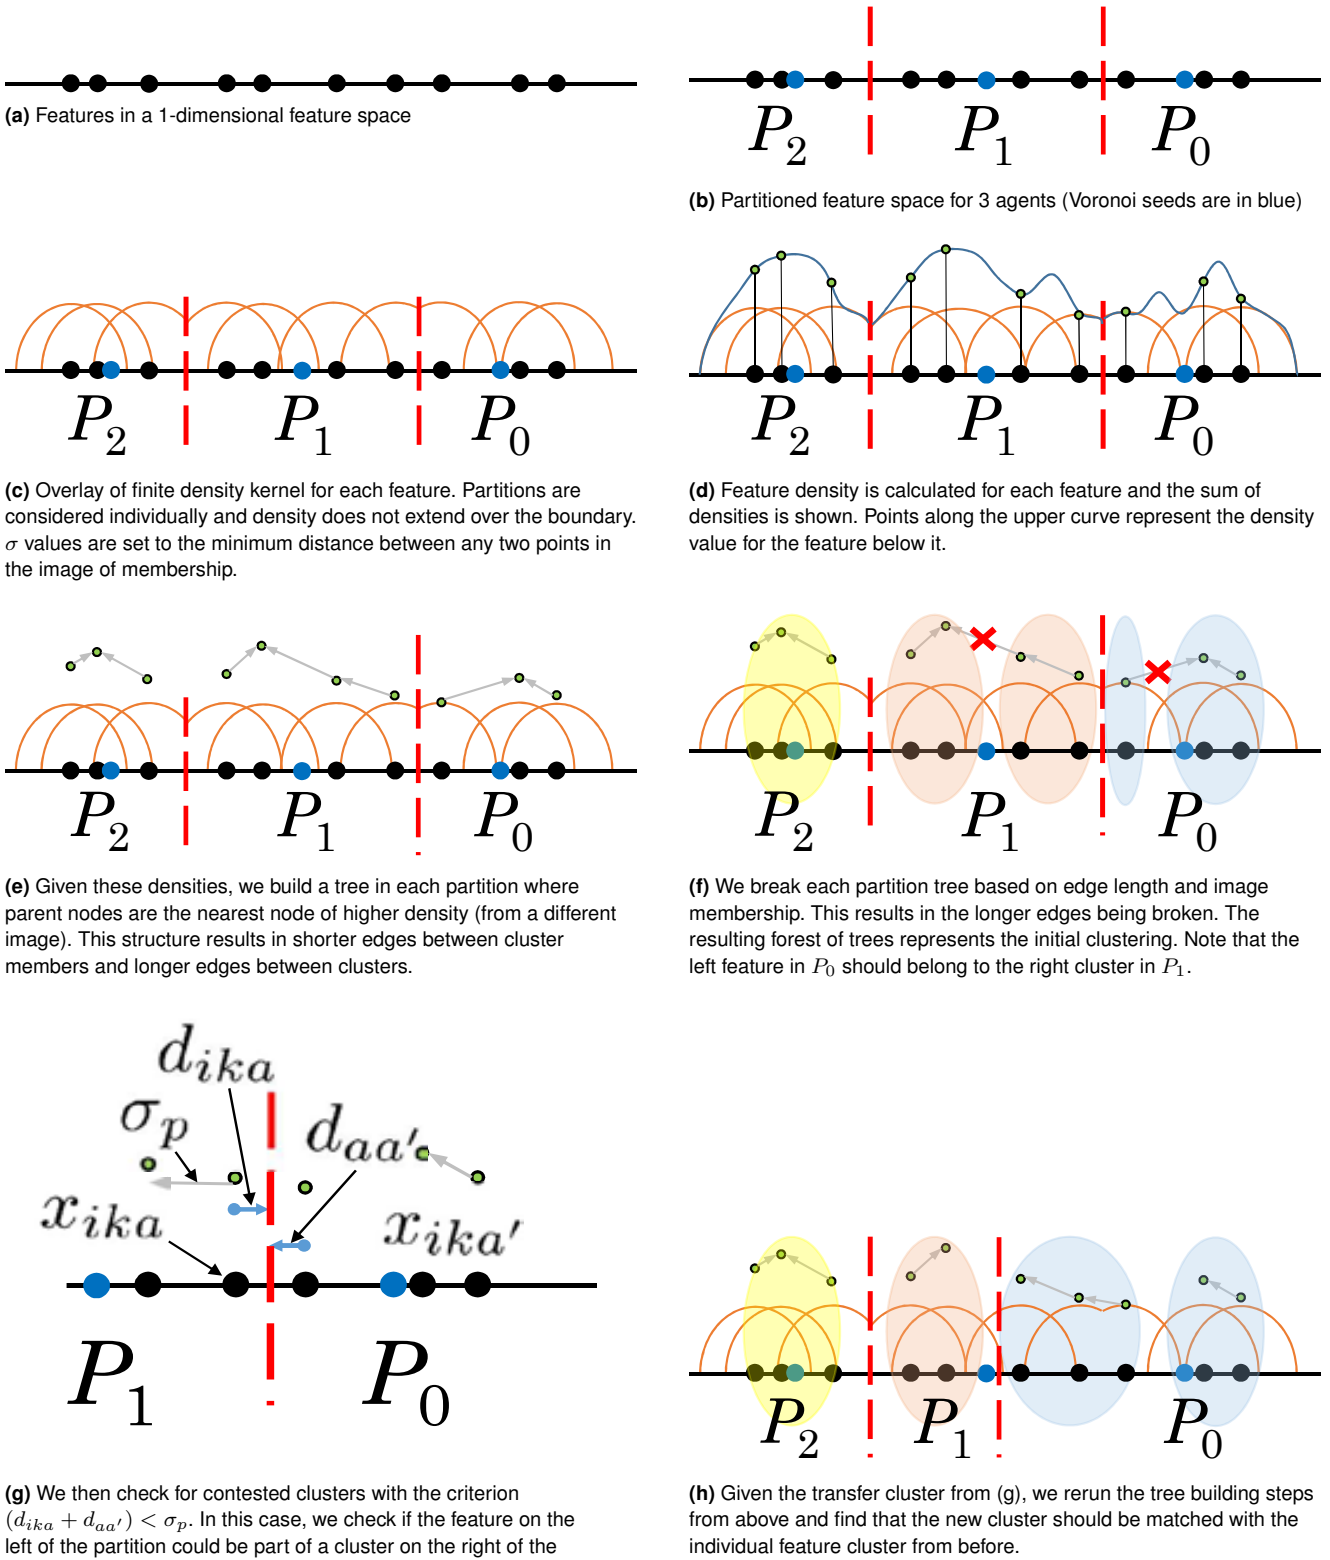 (a) Features in a 1-dimensional feature space
P2 P1 P0
(b) Partitioned feature space for 3 agents (Voronoi seeds are in blue)
P2 P1 P0
(c) Overlay of finite density kernel for each feature. Partitions are
considered individually and density does not extend over the boundary.
σ values are set to the minimum distance between any two points in
the image of membership.
P2 P1 P0
(d) Feature density is calculated for each feature and the sum of
densities is shown. Points along the upper curve represent the density
value for the feature below it.
P2 P1 P0
(e) Given these densities, we build a tree in each partition where
parent nodes are the nearest node of higher density (from a different
image). This structure results in shorter edges between cluster
members and longer edges between clusters.
P2 P1 P0
(f) We break each partition tree based on edge length and image
membership. This results in the longer edges being broken. The
resulting forest of trees represents the initial clustering. Note that the
left feature in P0 should belong to the right cluster in P1.
d_ika
σ_p d_aa′
x_ika x_ika′
P1 P0
(g) We then check for contested clusters with the criterion
(d_ika + d_aa′) < σ_p. In this case, we check if the feature on the
left of the partition could be part of a cluster on the right of the
P2 P1 P0
(h) Given the transfer cluster from (g), we rerun the tree building steps
from above and find that the new cluster should be matched with the
individual feature cluster from before.